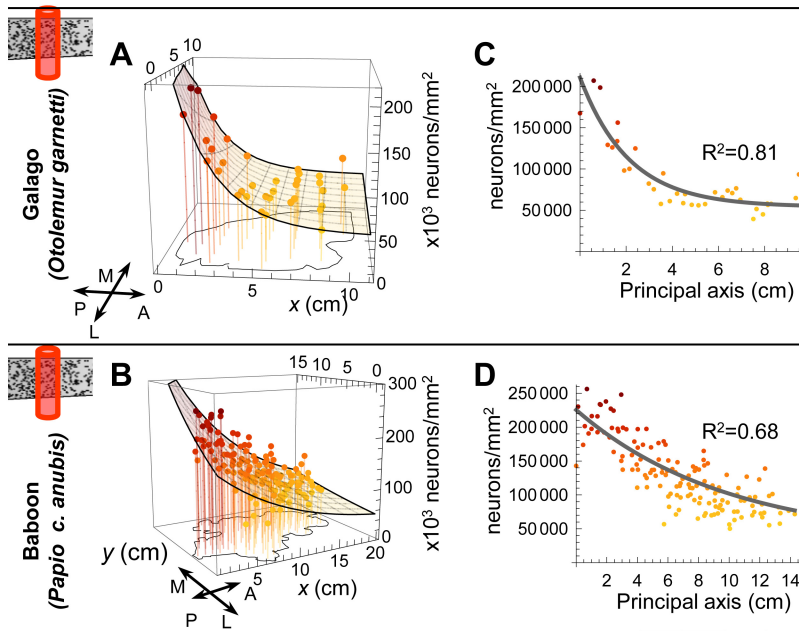 A
C
Galago
(Otolemur garnetti)
0
5
10
200
150
100
50
0
x10³ neurons/mm²
0
5
10
x (cm)
M
P
A
L
200 000
150 000
100 000
50 000
neurons/mm²
R²=0.81
2
4
6
8
Principal axis (cm)
B
D
Baboon
(Papio c. anubis)
15
10
5
0
300
200
100
0
x10³ neurons/mm²
y (cm)
5
10
15
20
x (cm)
M
A
P
L
250 000
200 000
150 000
100 000
50 000
neurons/mm²
R²=0.68
2
4
6
8
10
12
14
Principal axis (cm)